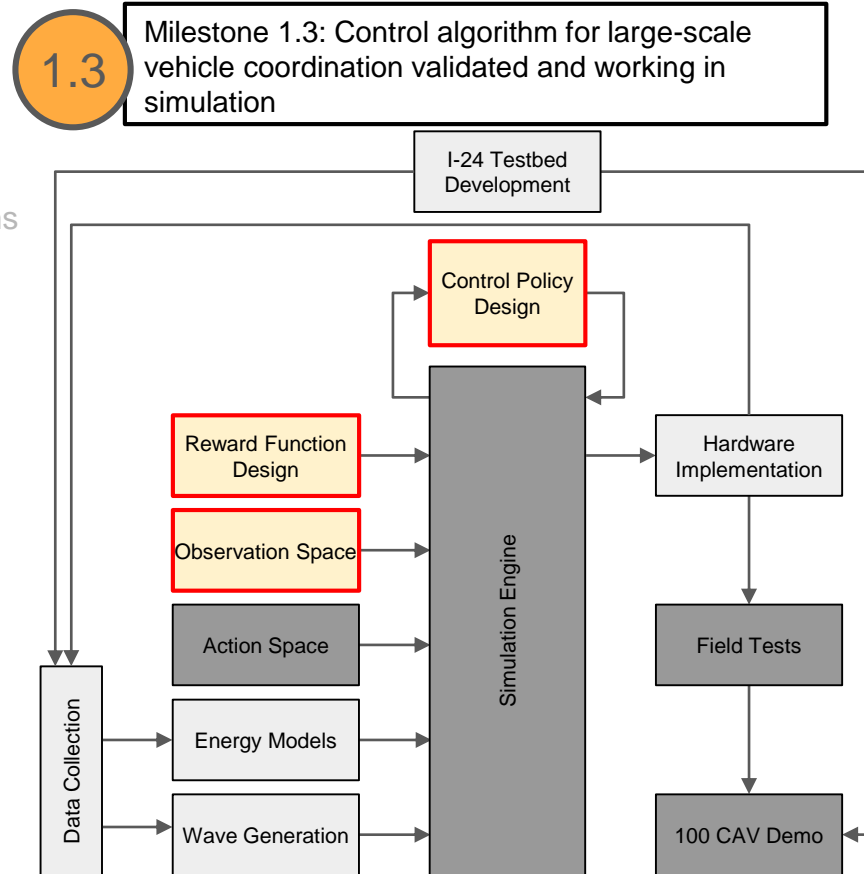 1.3
Milestone 1.3: Control algorithm for large-scale
vehicle coordination validated and working in
simulation
I-24 Testbed
Development
Control Policy
Design
Reward Function
Design
Hardware
Implementation
Observation Space
Simulation Engine
Action Space
Field Tests
Data Collection
Energy Models
Wave Generation
100 CAV Demo